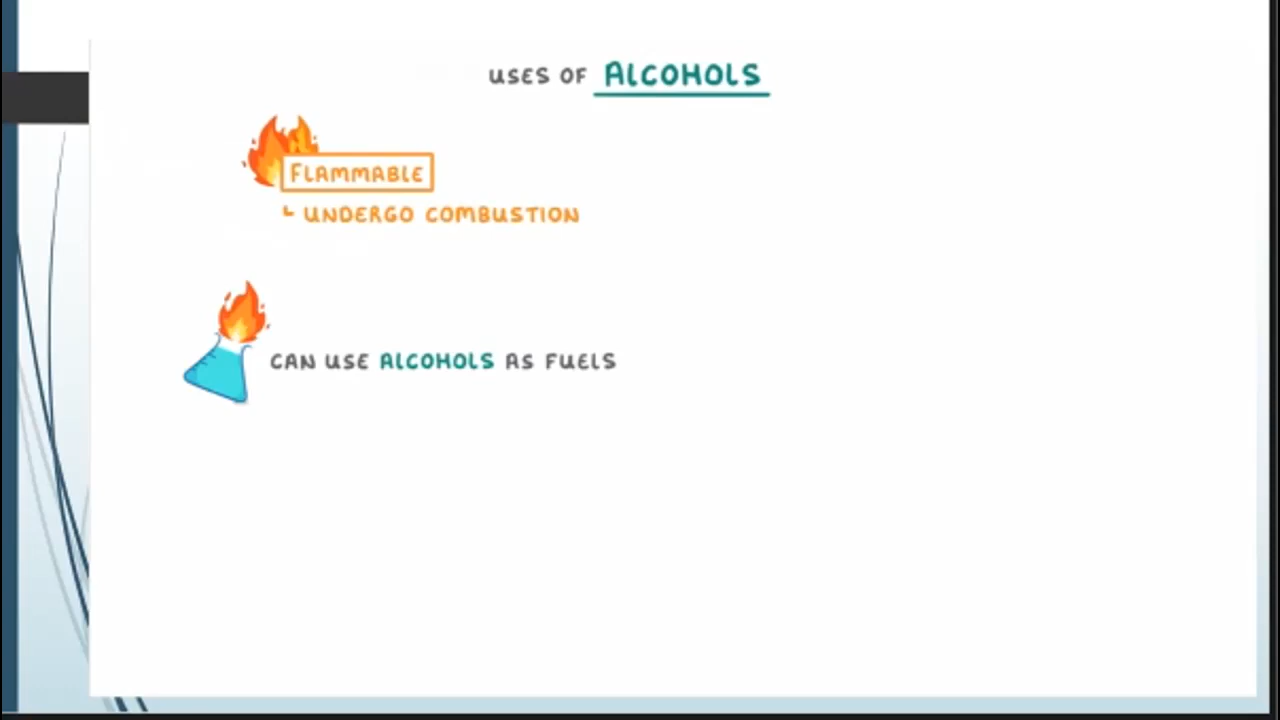 USES OF ALCOHOLS
FLAMMABLE
UNDERGO COMBUSTION
CAN USE ALCOHOLS AS FUELS